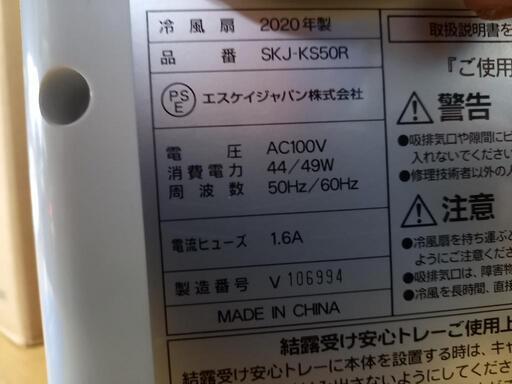 冷風扇 2020年製
品番 SKJ-KS50R
PSE エスケイジャパン株式会社
電圧 AC100V
消費電力 44/49W
周波数 50Hz/60Hz
電流ヒューズ 1.6A
製造番号 V 106994
MADE IN CHINA
取扱説明書を
『ご使用
警告
●吸排気口や隙間にピ
入れないでください
●修理技術者以外の人
注意
●冷風扇を持ち運ぶと
ようにご注意ください
●吸排気口は、障害物
●冷風を長時間、直接
結露受け安心トレーご使用上
結露受け安心トレーに本体を設置する時は、キャ